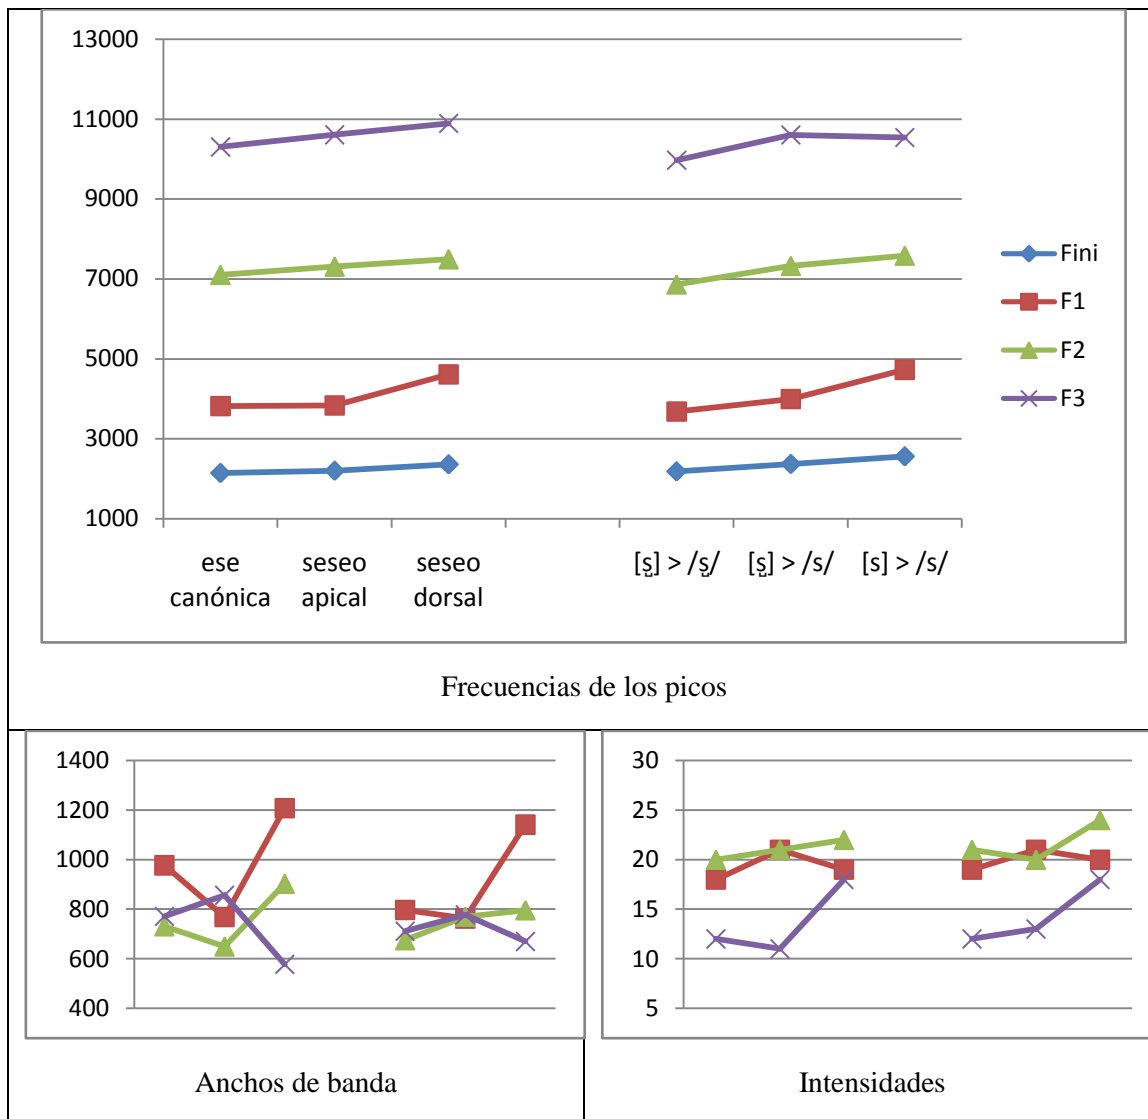 13000
11000
9000
7000
5000
3000
1000
ese canónica
seseo apical
seseo dorsal
[s̺] > /s̺/
[s̺] > /s/
[s] > /s/
Fini
F1
F2
F3
Frecuencias de los picos
1400
1200
1000
800
600
400
Anchos de banda
30
25
20
15
10
5
Intensidades